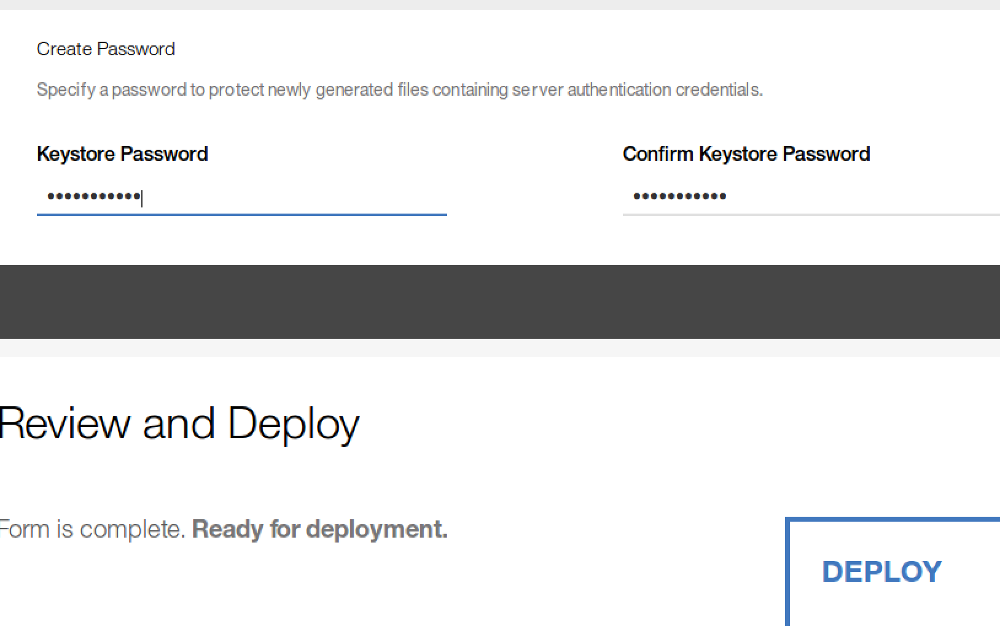 Create Password
Specify a password to protect newly generated files containing server authentication credentials.
Keystore Password
Confirm Keystore Password
•••••••••••
•••••••••••
Review and Deploy
Form is complete. Ready for deployment.
DEPLOY